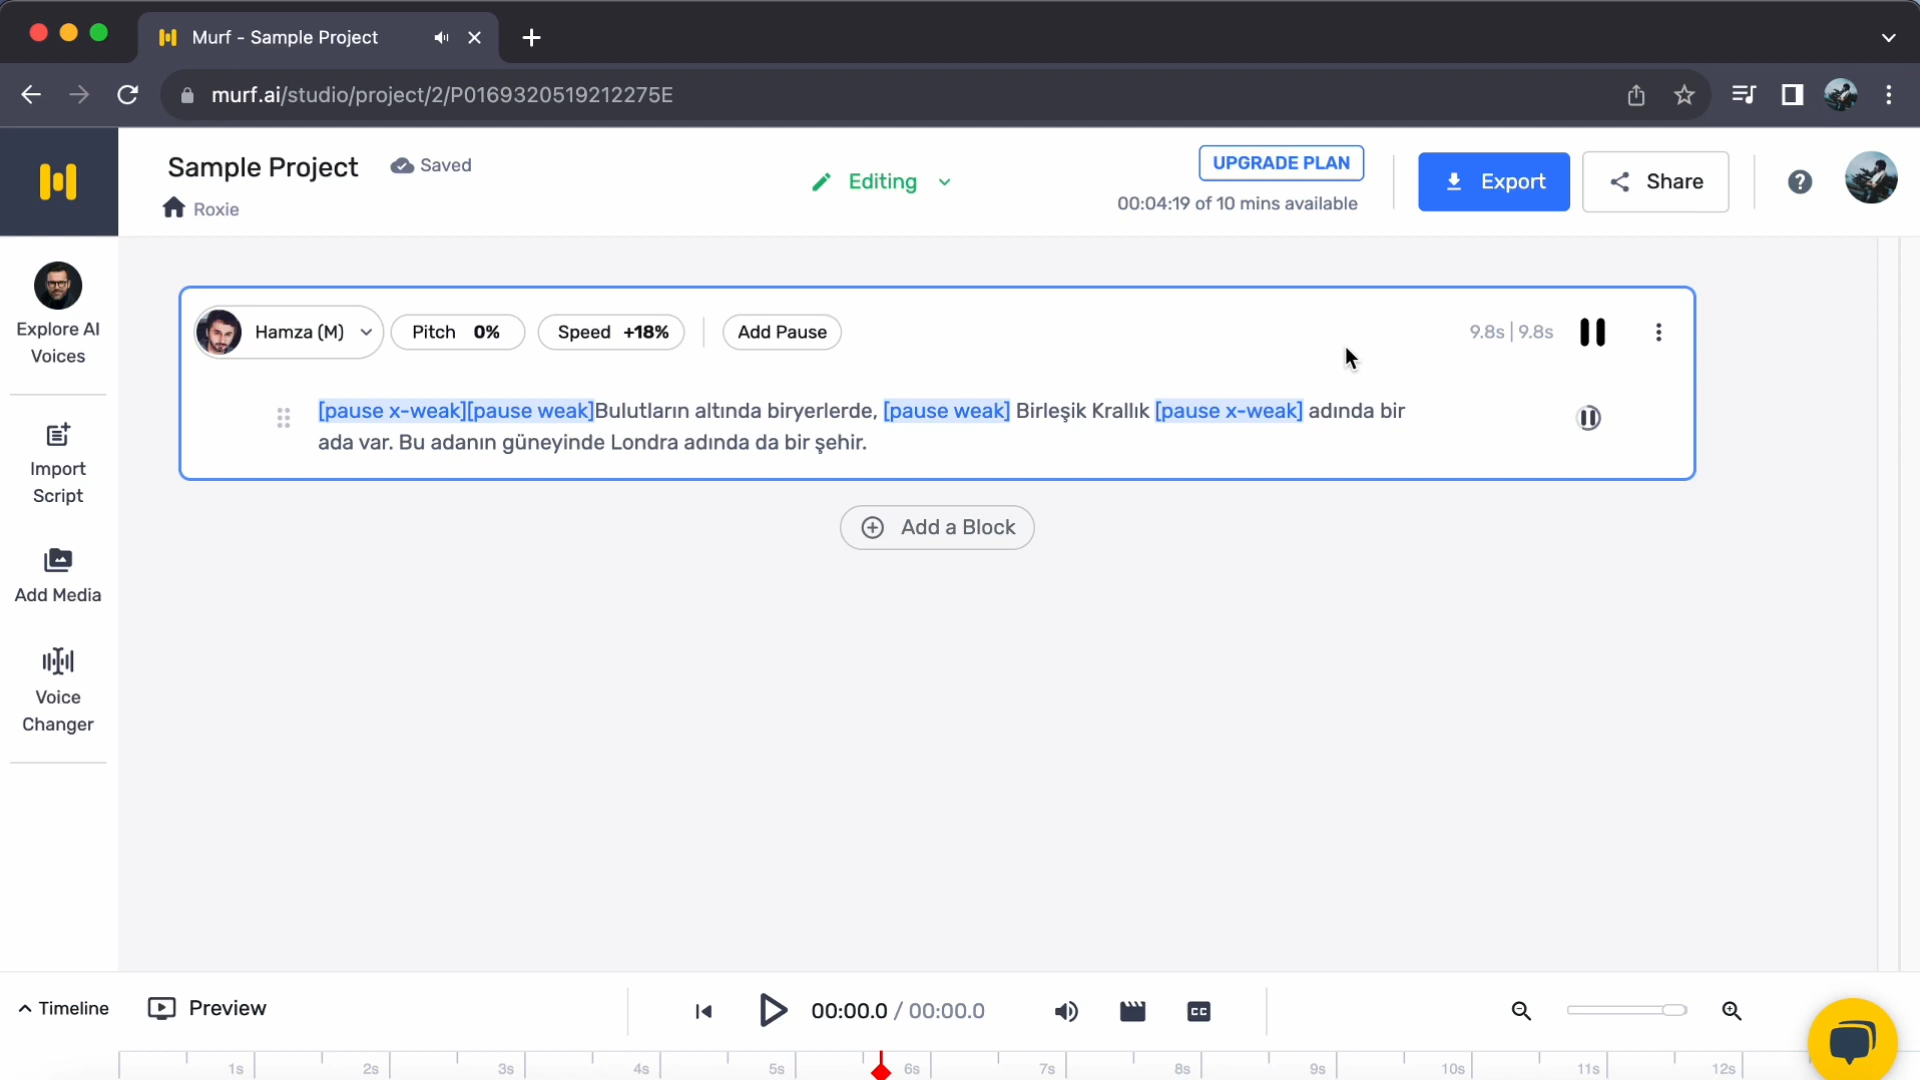 Murf - Sample Project
murf.ai/studio/project/2/P0169320519212275E
Sample Project
Saved
Roxie
Editing
UPGRADE PLAN
00:04:19 of 10 mins available
Export
Share
Explore AI
Voices
Import
Script
Add Media
Voice
Changer
Hamza (M)
Pitch 0%
Speed +18%
Add Pause
9.8s | 9.8s
[pause x-weak][pause weak]Bulutların altında biryerlerde, [pause weak] Birleşik Krallık [pause x-weak] adında bir
ada var. Bu adanın güneyinde Londra adında da bir şehir.
Add a Block
Timeline
Preview
00:00.0 / 00:00.0
CC
1s 2s 3s 4s 5s 6s 7s 8s 9s 10s 11s 12s